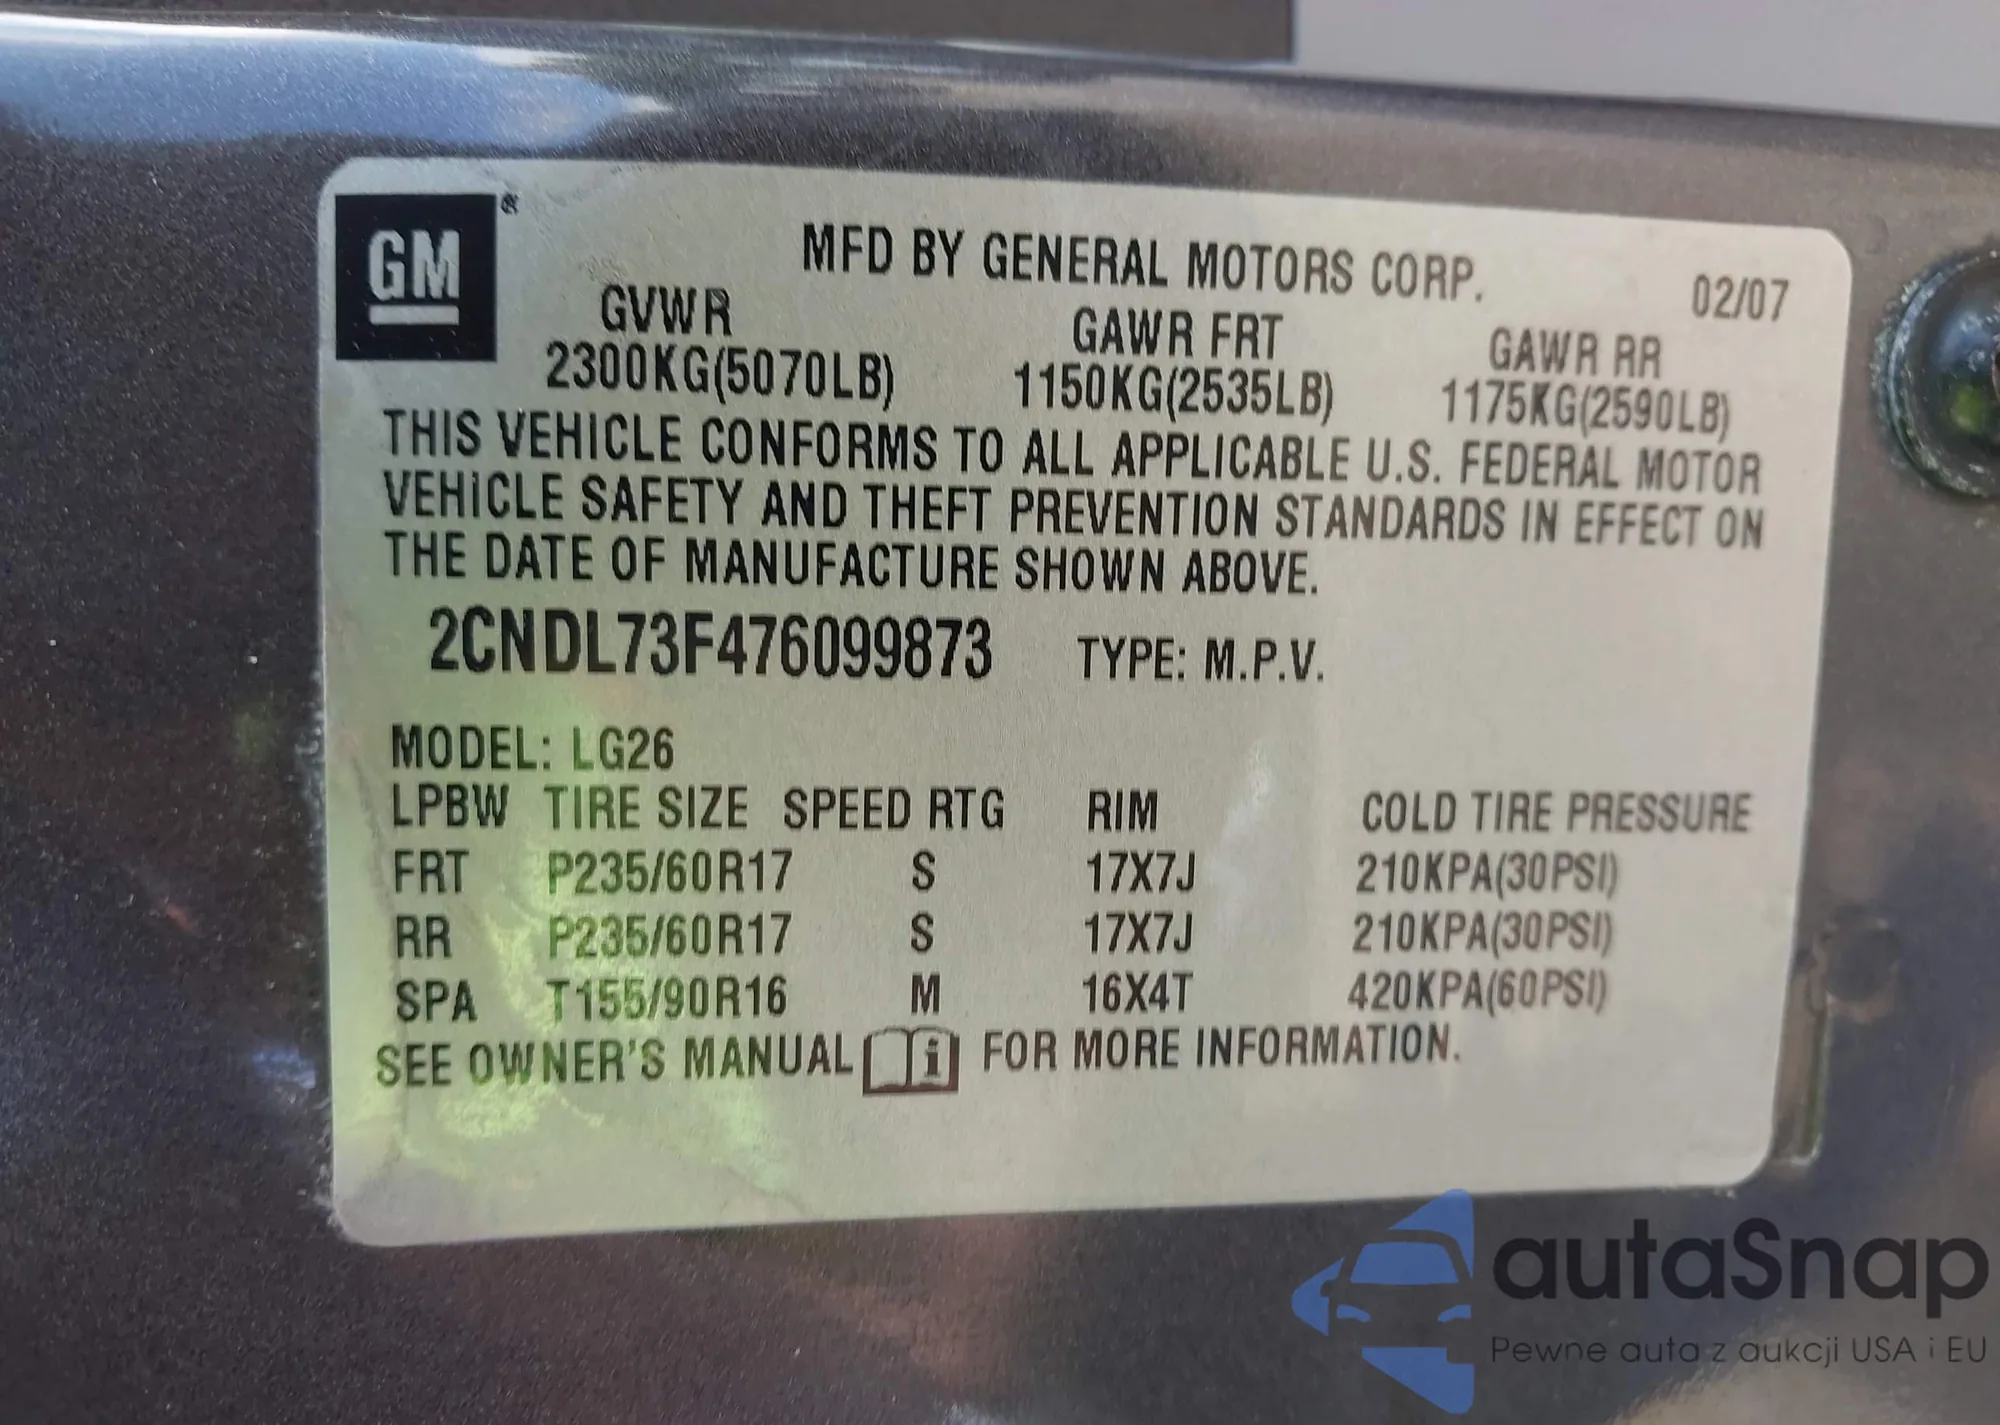 GM ®
MFD BY GENERAL MOTORS CORP. 02/07
GVWR GAWR FRT GAWR RR
2300KG(5070LB) 1150KG(2535LB) 1175KG(2590LB)
THIS VEHICLE CONFORMS TO ALL APPLICABLE U.S. FEDERAL MOTOR
VEHICLE SAFETY AND THEFT PREVENTION STANDARDS IN EFFECT ON
THE DATE OF MANUFACTURE SHOWN ABOVE.
2CNDL73F476099873 TYPE: M.P.V.
MODEL: LG26
LPBW TIRE SIZE SPEED RTG RIM COLD TIRE PRESSURE
FRT P235/60R17 S 17X7J 210KPA(30PSI)
RR P235/60R17 S 17X7J 210KPA(30PSI)
SPA T155/90R16 M 16X4T 420KPA(60PSI)
SEE OWNER'S MANUAL i FOR MORE INFORMATION.
autaSnap
Pewne auta z aukcji USA i EU